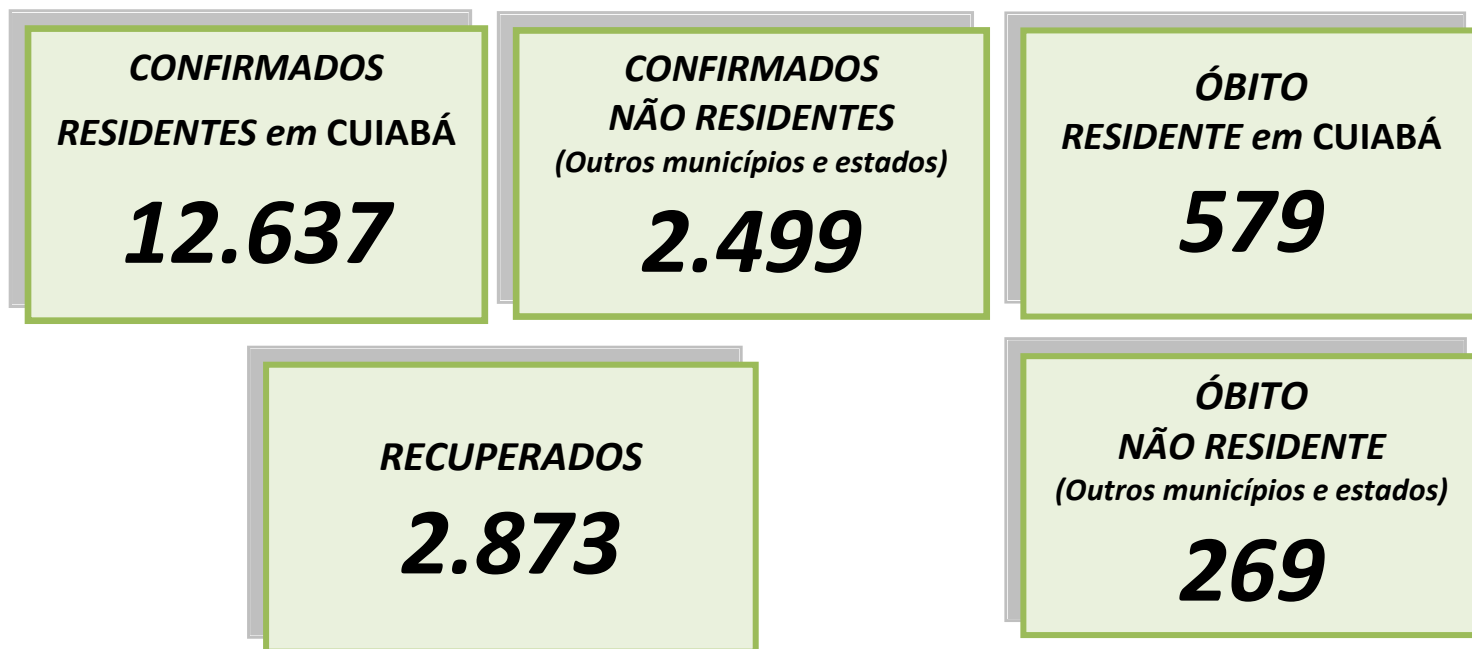 CONFIRMADOS
RESIDENTES em CUIABÁ
12.637
CONFIRMADOS
NÃO RESIDENTES
(Outros municípios e estados)
2.499
ÓBITO
RESIDENTE em CUIABÁ
579
RECUPERADOS
2.873
ÓBITO
NÃO RESIDENTE
(Outros municípios e estados)
269